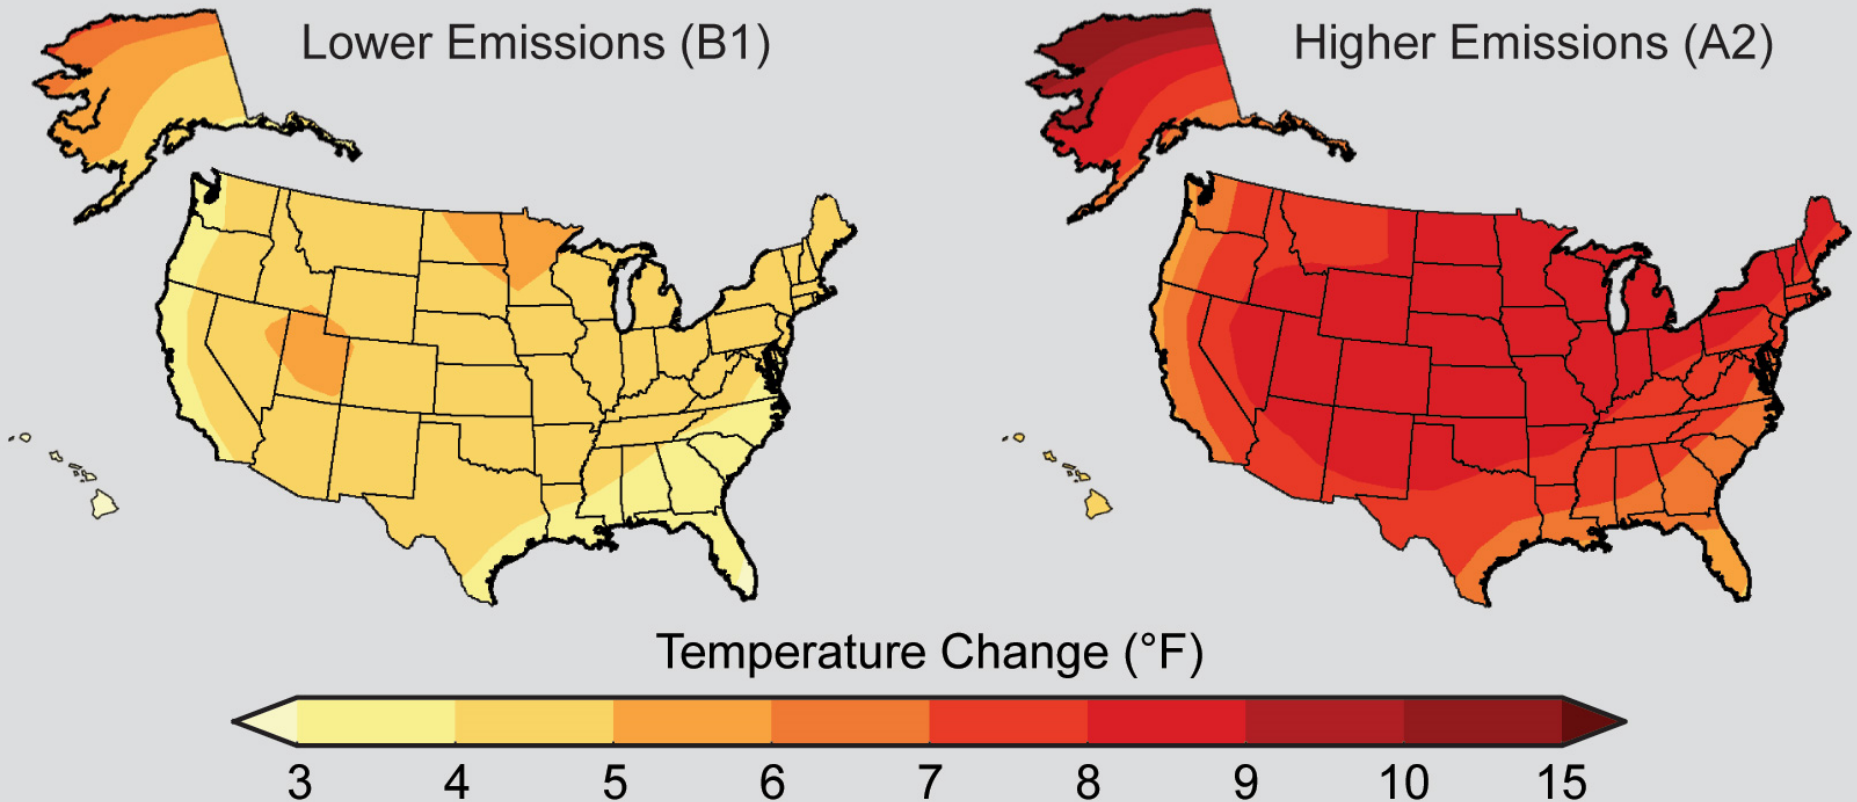 Lower Emissions (B1)
Higher Emissions (A2)
Temperature Change (°F)
3 4 5 6 7 8 9 10 15